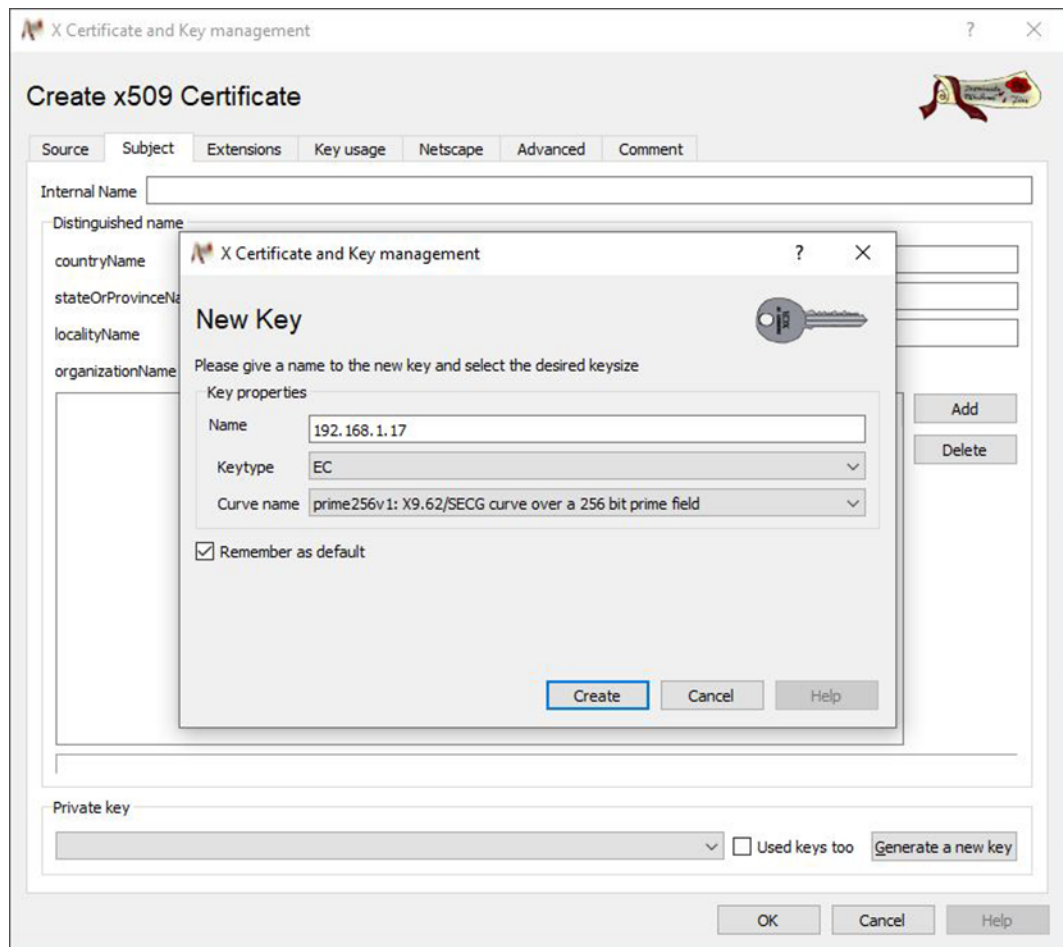 X Certificate and Key management ?
Create x509 Certificate
Source Subject Extensions Key usage Netscape Advanced Comment
Internal Name
Distinguished name
countryName
stateOrProvinceNa
localityName
organizationName
X Certificate and Key management ?
New Key
Please give a name to the new key and select the desired keysize
Key properties
Name 192.168.1.17
Keytype EC
Curve name prime256v1: X9.62/SECG curve over a 256 bit prime field
Remember as default
Create Cancel Help
Add
Delete
Private key
Used keys too Generate a new key
OK Cancel Help